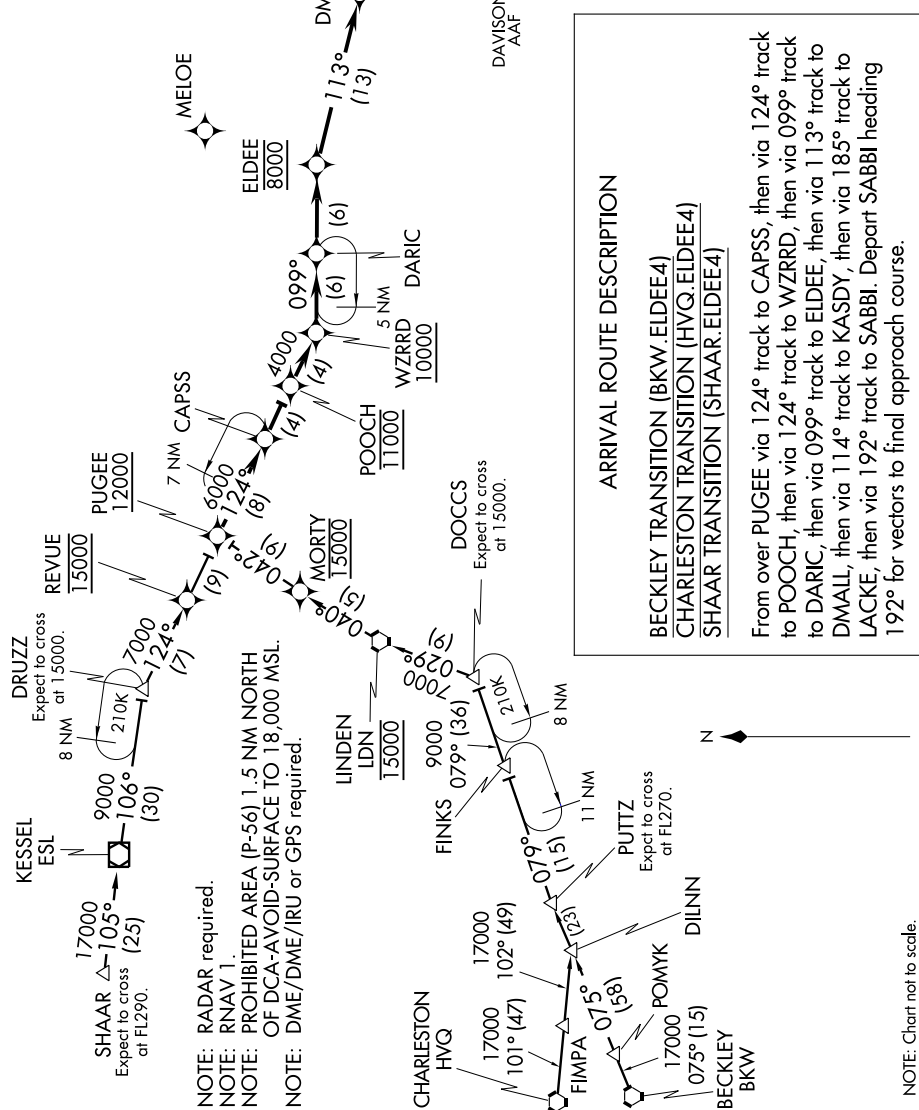 SHAAR
Expect to cross
at FL290.
17000
105°
(25)
KESSEL
ESL
9000
106°
(30)
8 NM
210K
DRUZZ
Expect to cross
at 15000.
7000
124°
(7)
REVUE
15000
(9)
PUGEE
12000
6000
124°
(8)
7 NM
CAPSS
(4)
POOCH
11000
4000
(4)
WZRRD
10000
5 NM
099°
(6)
DARIC
(6)
ELDEE
8000
MELOE
113°
(13)
DM
DAVISON
AAF
NOTE: RADAR required.
NOTE: RNAV 1.
NOTE: PROHIBITED AREA (P-56) 1.5 NM NORTH
OF DCA-AVOID-SURFACE TO 18,000 MSL.
NOTE: DME/DME/IRU or GPS required.
042°
(9)
MORTY
15000
040°
(5)
LINDEN
LDN
15000
7000
029°
(9)
DOCCS
Expect to cross
at 15000.
210K
8 NM
9000
079° (36)
FINKS
11 NM
079°
(15)
PUTTZ
Expct to cross
at FL270.
(23)
DILNN
17000
102° (49)
CHARLESTON
HVQ
17000
101° (47)
FIMPA
075°
(58)
POMYK
17000
075° (15)
BECKLEY
BKW
N
NOTE: Chart not to scale.
ARRIVAL ROUTE DESCRIPTION
BECKLEY TRANSITION (BKW.ELDEE4)
CHARLESTON TRANSITION (HVQ.ELDEE4)
SHAAR TRANSITION (SHAAR.ELDEE4)
From over PUGEE via 124° track to CAPSS, then via 124° track
to POOCH, then via 124° track to WZRRD, then via 099° track
to DARIC, then via 099° track to ELDEE, then via 113° track to
DMALL, then via 114° track to KASDY, then via 185° track to
LACKE, then via 192° track to SABBI. Depart SABBI heading
192° for vectors to final approach course.